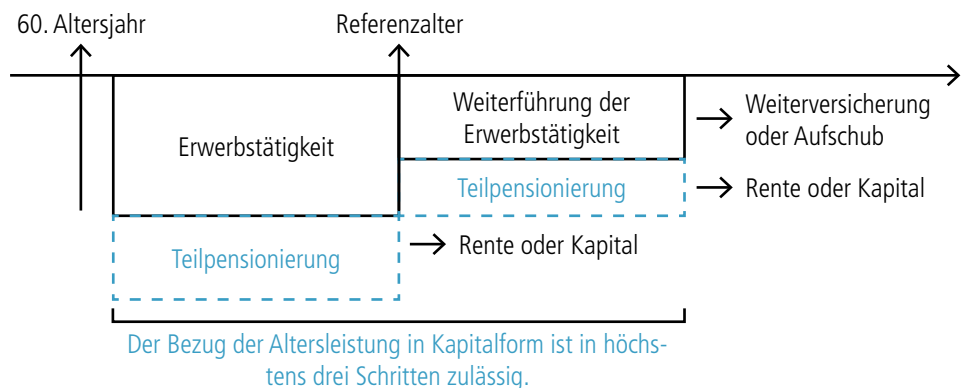 60. Altersjahr
Referenzalter
Erwerbstätigkeit
Weiterführung der
Erwerbstätigkeit
Weiterversicherung
oder Aufschub
Teilpensionierung
Rente oder Kapital
Teilpensionierung
Rente oder Kapital
Der Bezug der Altersleistung in Kapitalform ist in höchs-
tens drei Schritten zulässig.